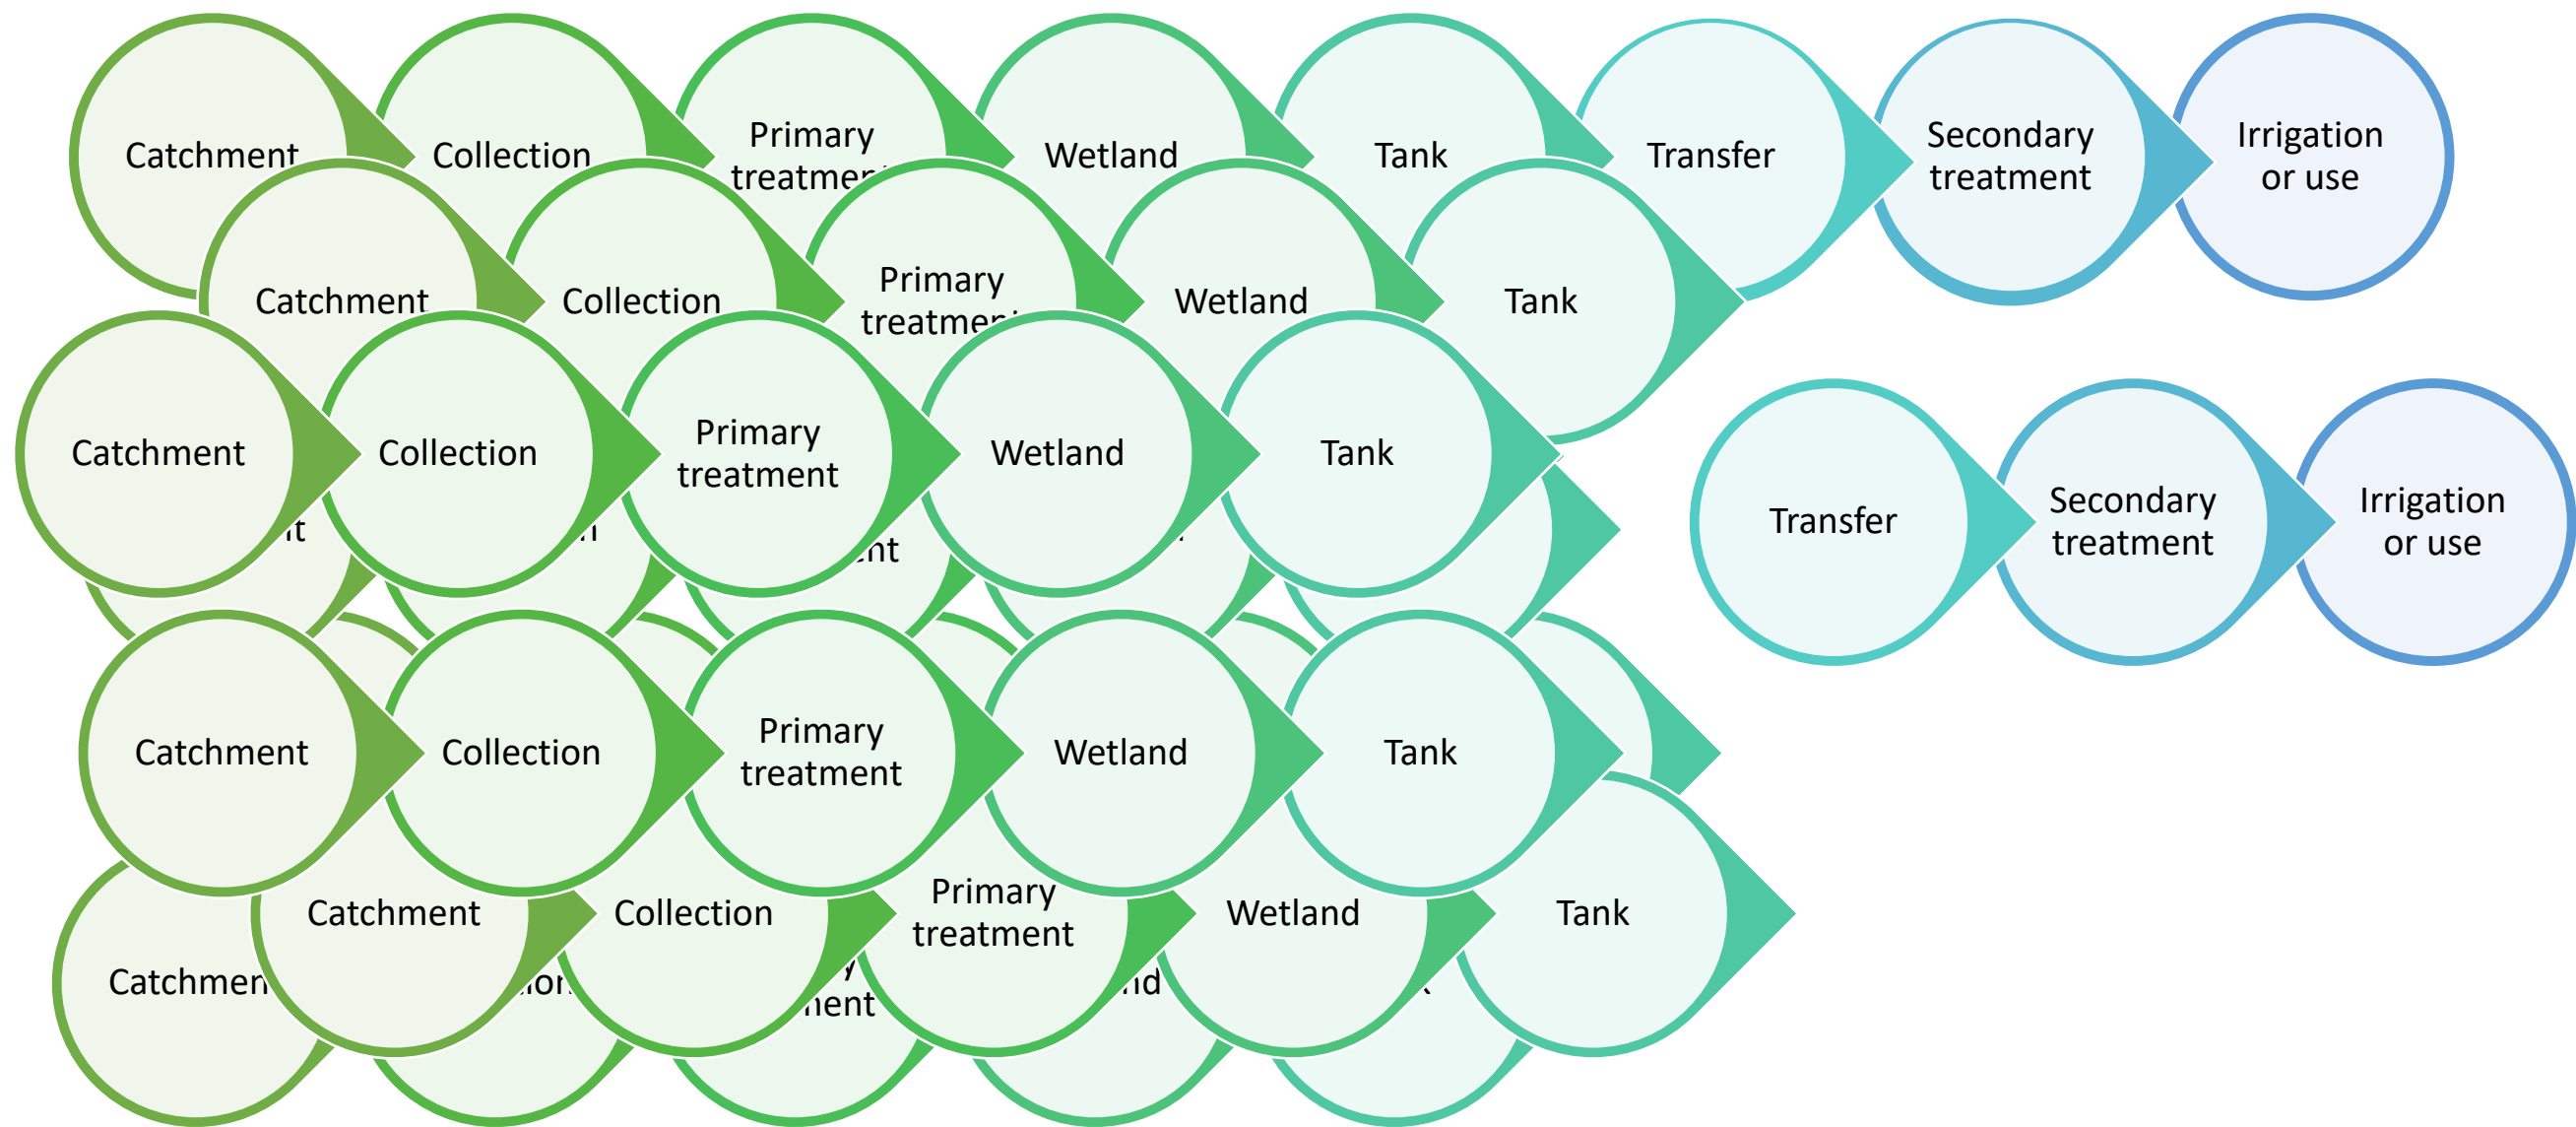 Catchment
Collection
Primary
treatment
Wetland
Tank
Transfer
Secondary
treatment
Irrigation
or use
Catchment
Collection
Primary
treatment
Wetland
Tank
Catchment
Collection
Primary
treatment
Wetland
Tank
Transfer
Secondary
treatment
Irrigation
or use
Catchment
Collection
Primary
treatment
Wetland
Tank
Catchment
Collection
Primary
treatment
Wetland
Tank
Catchmen